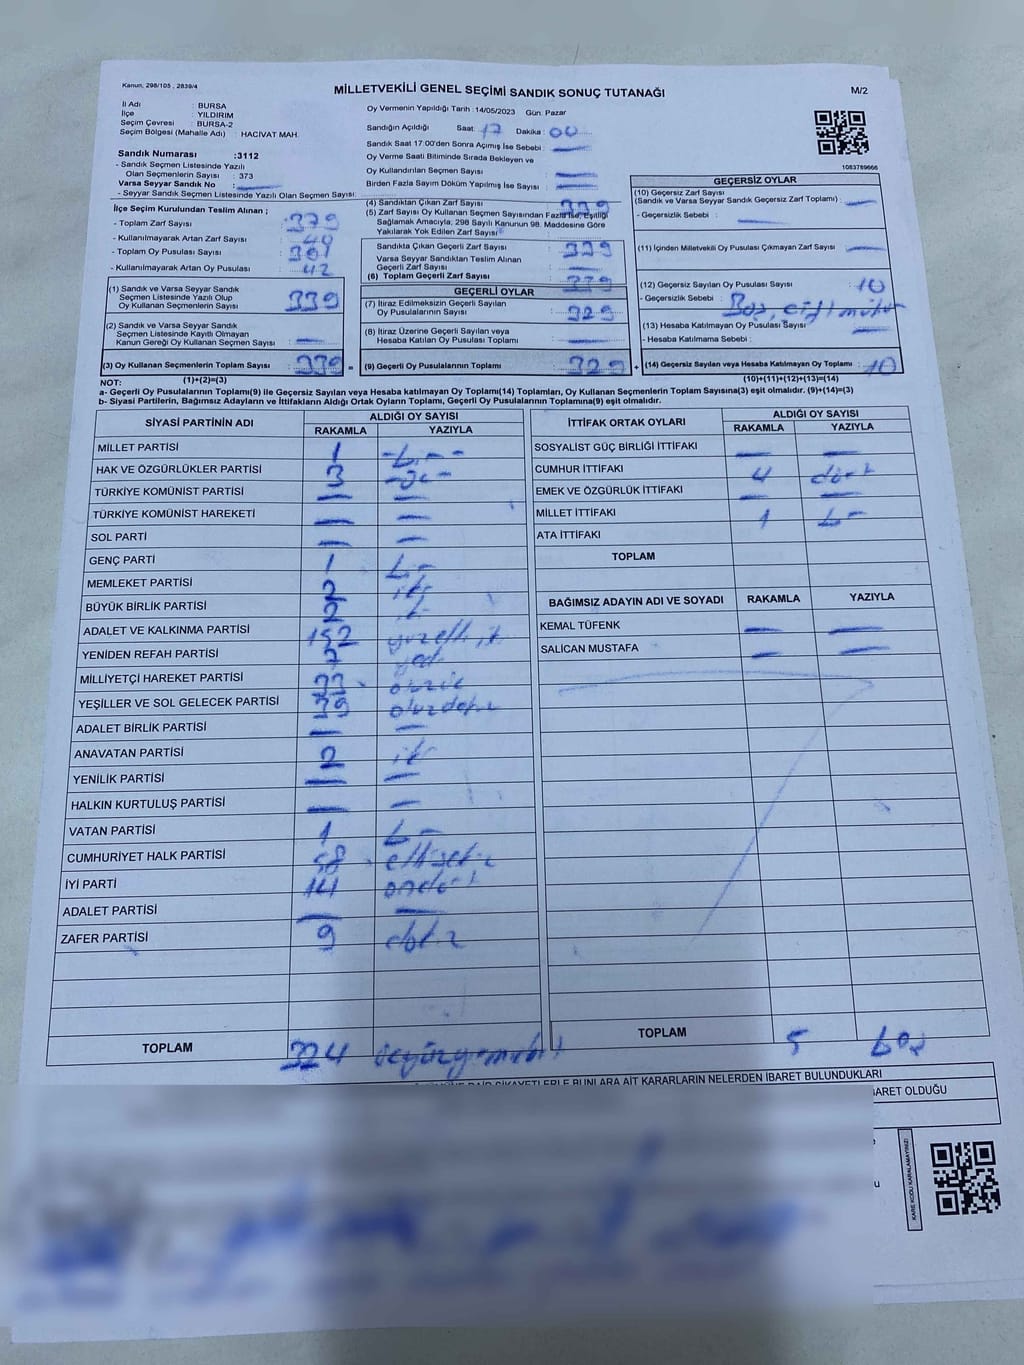 Kanun, 298/105 , 2839/4
MİLLETVEKİLİ GENEL SEÇİMİ SANDIK SONUÇ TUTANAĞI
M/2
İli Adı : BURSA
İlçe : YILDIRIM
Seçim Çevresi : BURSA-2
Seçim Bölgesi (Mahalle Adı) : HACİVAT MAH.
Sandık Numarası :3112
- Sandık Seçmen Listesinde Yazılı
Olan Seçmenlerin Sayısı : 373
Varsa Seyyar Sandık No :
- Seyyar Sandık Seçmen Listesinde Yazılı Olan Seçmen Sayısı:
İlçe Seçim Kurulundan Teslim Alınan ;
- Toplam Zarf Sayısı : 379
- Kullanılmayarak Artan Zarf Sayısı : 40
- Toplam Oy Pusulası Sayısı :
- Kullanılmayarak Artan Oy Pusulası : 42
(1) Sandık ve Varsa Seyyar Sandık
Seçmen Listesinde Yazılı Olup
Oy Kullanan Seçmenlerin Sayısı : 339
(2) Sandık ve Varsa Seyyar Sandık
Seçmen Listesinde Kayıtlı Olmayan
Kanun Gereği Oy Kullanan Seçmen Sayısı : —
(3) Oy Kullanan Seçmenlerin Toplam Sayısı : 339
Oy Vermenin Yapıldığı Tarih :14/05/2023 Gün: Pazar
Sandığın Açıldığı Saat: 17 Dakika: 00
Sandık Saat 17.00'den Sonra Açımış İse Sebebi : —
Oy Verme Saati Bitiminde Sırada Bekleyen ve
Oy Kullandırılan Seçmen Sayısı : —
Birden Fazla Sayım Döküm Yapılmış İse Sayısı : —
(4) Sandıktan Çıkan Zarf Sayısı : 339
(5) Zarf Sayısı Oy Kullanan Seçmen Sayısından Fazla İse, Eşitliği
Sağlamak Amacıyla, 298 Sayılı Kanunun 98. Maddesine Göre
Yakılarak Yok Edilen Zarf Sayısı :
Sandıkta Çıkan Geçerli Zarf Sayısı : 339
Varsa Seyyar Sandıktan Teslim Alınan
Geçerli Zarf Sayısı : —
(6) Toplam Geçerli Zarf Sayısı : 339
GEÇERLİ OYLAR
(7) İtiraz Edilmeksizin Geçerli Sayılan
Oy Pusulalarının Sayısı : 329
(8) İtiraz Üzerine Geçerli Sayılan veya
Hesaba Katılan Oy Pusulası Toplamı : —
(9) Geçerli Oy Pusulalarının Toplamı : 329
1083789666
GEÇERSİZ OYLAR
(10) Geçersiz Zarf Sayısı
(Sandık ve Varsa Seyyar Sandık Geçersiz Zarf Toplamı) : —
- Geçersizlik Sebebi : —
(11) İçinden Milletvekili Oy Pusulası Çıkmayan Zarf Sayısı : —
(12) Geçersiz Sayılan Oy Pusulası Sayısı : 10
- Geçersizlik Sebebi : Boş, çift mühür
(13) Hesaba Katılmayan Oy Pusulası Sayısı : —
- Hesaba Katılmama Sebebi :
(14) Geçersiz Sayılan veya Hesaba Katılmayan Oy Toplamı : 10
NOT: (1)+(2)=(3) (10)+(11)+(12)+(13)=(14)
a- Geçerli Oy Pusulalarının Toplamı(9) ile Geçersiz Sayılan veya Hesaba katılmayan Oy Toplamı(14) Toplamları, Oy Kullanan Seçmenlerin Toplam Sayısına(3) eşit olmalıdır. (9)+(14)=(3)
b- Siyasi Partilerin, Bağımsız Adayların ve İttifakların Aldığı Ortak Oyların Toplamı, Geçerli Oy Pusulalarının Toplamına(9) eşit olmalıdır.
SİYASİ PARTİNİN ADI ALDIĞI OY SAYISI
RAKAMLA YAZIYLA
MİLLET PARTİSİ 1 Bir
HAK VE ÖZGÜRLÜKLER PARTİSİ 3 üç
TÜRKİYE KOMÜNİST PARTİSİ — —
TÜRKİYE KOMÜNİST HAREKETİ — —
SOL PARTİ — —
GENÇ PARTİ 1 Bir
MEMLEKET PARTİSİ 2 iki
BÜYÜK BİRLİK PARTİSİ 2 iki
ADALET VE KALKINMA PARTİSİ 152 yüzelli iki
YENİDEN REFAH PARTİSİ 7 yedi
MİLLİYETÇİ HAREKET PARTİSİ 33 otuzüç
YEŞİLLER VE SOL GELECEK PARTİSİ 39 otuzdokuz
ADALET BİRLİK PARTİSİ — —
ANAVATAN PARTİSİ 2 iki
YENİLİK PARTİSİ — —
HALKIN KURTULUŞ PARTİSİ — —
VATAN PARTİSİ 1 Bir
CUMHURİYET HALK PARTİSİ 58 ellisekiz
İYİ PARTİ 14 ondört
ADALET PARTİSİ — —
ZAFER PARTİSİ 9 dokuz
TOPLAM 324 üçyüzyirmidört
İTTİFAK ORTAK OYLARI ALDIĞI OY SAYISI
RAKAMLA YAZIYLA
SOSYALİST GÜÇ BİRLİĞİ İTTİFAKI — —
CUMHUR İTTİFAKI 4 dört
EMEK VE ÖZGÜRLÜK İTTİFAKI — —
MİLLET İTTİFAKI 1 Bir
ATA İTTİFAKI
TOPLAM
BAĞIMSIZ ADAYIN ADI VE SOYADI RAKAMLA YAZIYLA
KEMAL TÜFENK — —
SALİCAN MUSTAFA — —
TOPLAM 5 beş
DAİR ŞİKAYETLERLE BUNLARA AİT KARARLARIN NELERDEN İBARET BULUNDUKLARI
BARET OLDUĞU
KARE KODU KARALAMAYINIZ!